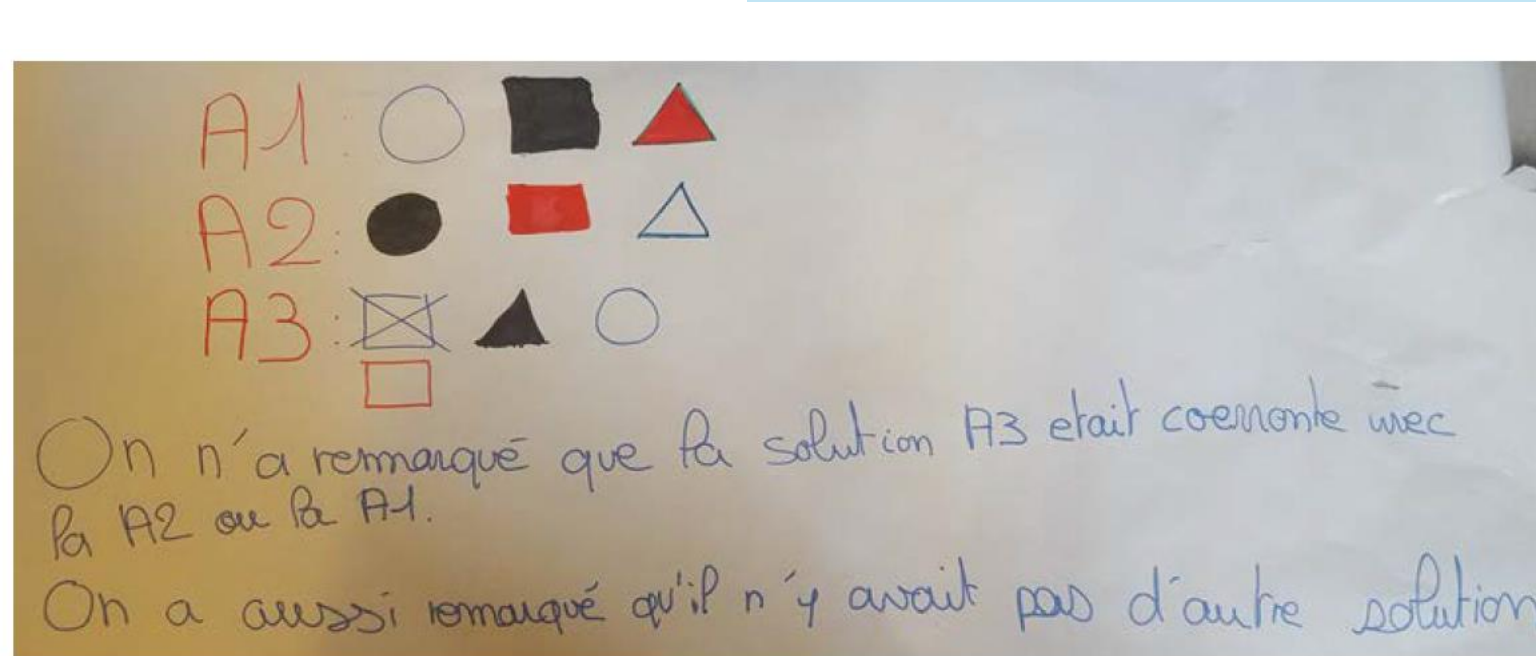 A1 :
A2 :
A3 :
On n'a remarqué que la solution A3 etait avec
la A2 ou la A1.
On a aussi remarqué qu'il n'y avait pas d'autre solution